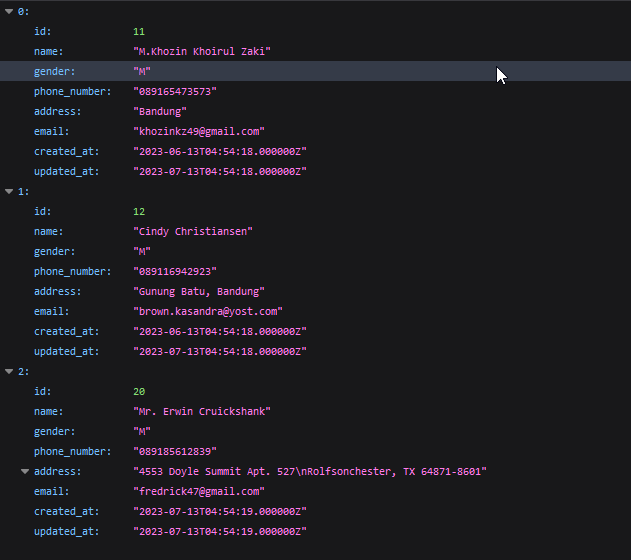 0:
id: 11
name: "M.Khozin Khoirul Zaki"
gender: "M"
phone_number: "089165473573"
address: "Bandung"
email: "khozinkz49@gmail.com"
created_at: "2023-06-13T04:54:18.000000Z"
updated_at: "2023-07-13T04:54:18.000000Z"
1:
id: 12
name: "Cindy Christiansen"
gender: "M"
phone_number: "089116942923"
address: "Gunung Batu, Bandung"
email: "brown.kasandra@yost.com"
created_at: "2023-06-13T04:54:18.000000Z"
updated_at: "2023-07-13T04:54:18.000000Z"
2:
id: 20
name: "Mr. Erwin Cruickshank"
gender: "M"
phone_number: "089185612839"
address: "4553 Doyle Summit Apt. 527\nRolfsonchester, TX 64871-8601"
email: "fredrick47@gmail.com"
created_at: "2023-07-13T04:54:19.000000Z"
updated_at: "2023-07-13T04:54:19.000000Z"